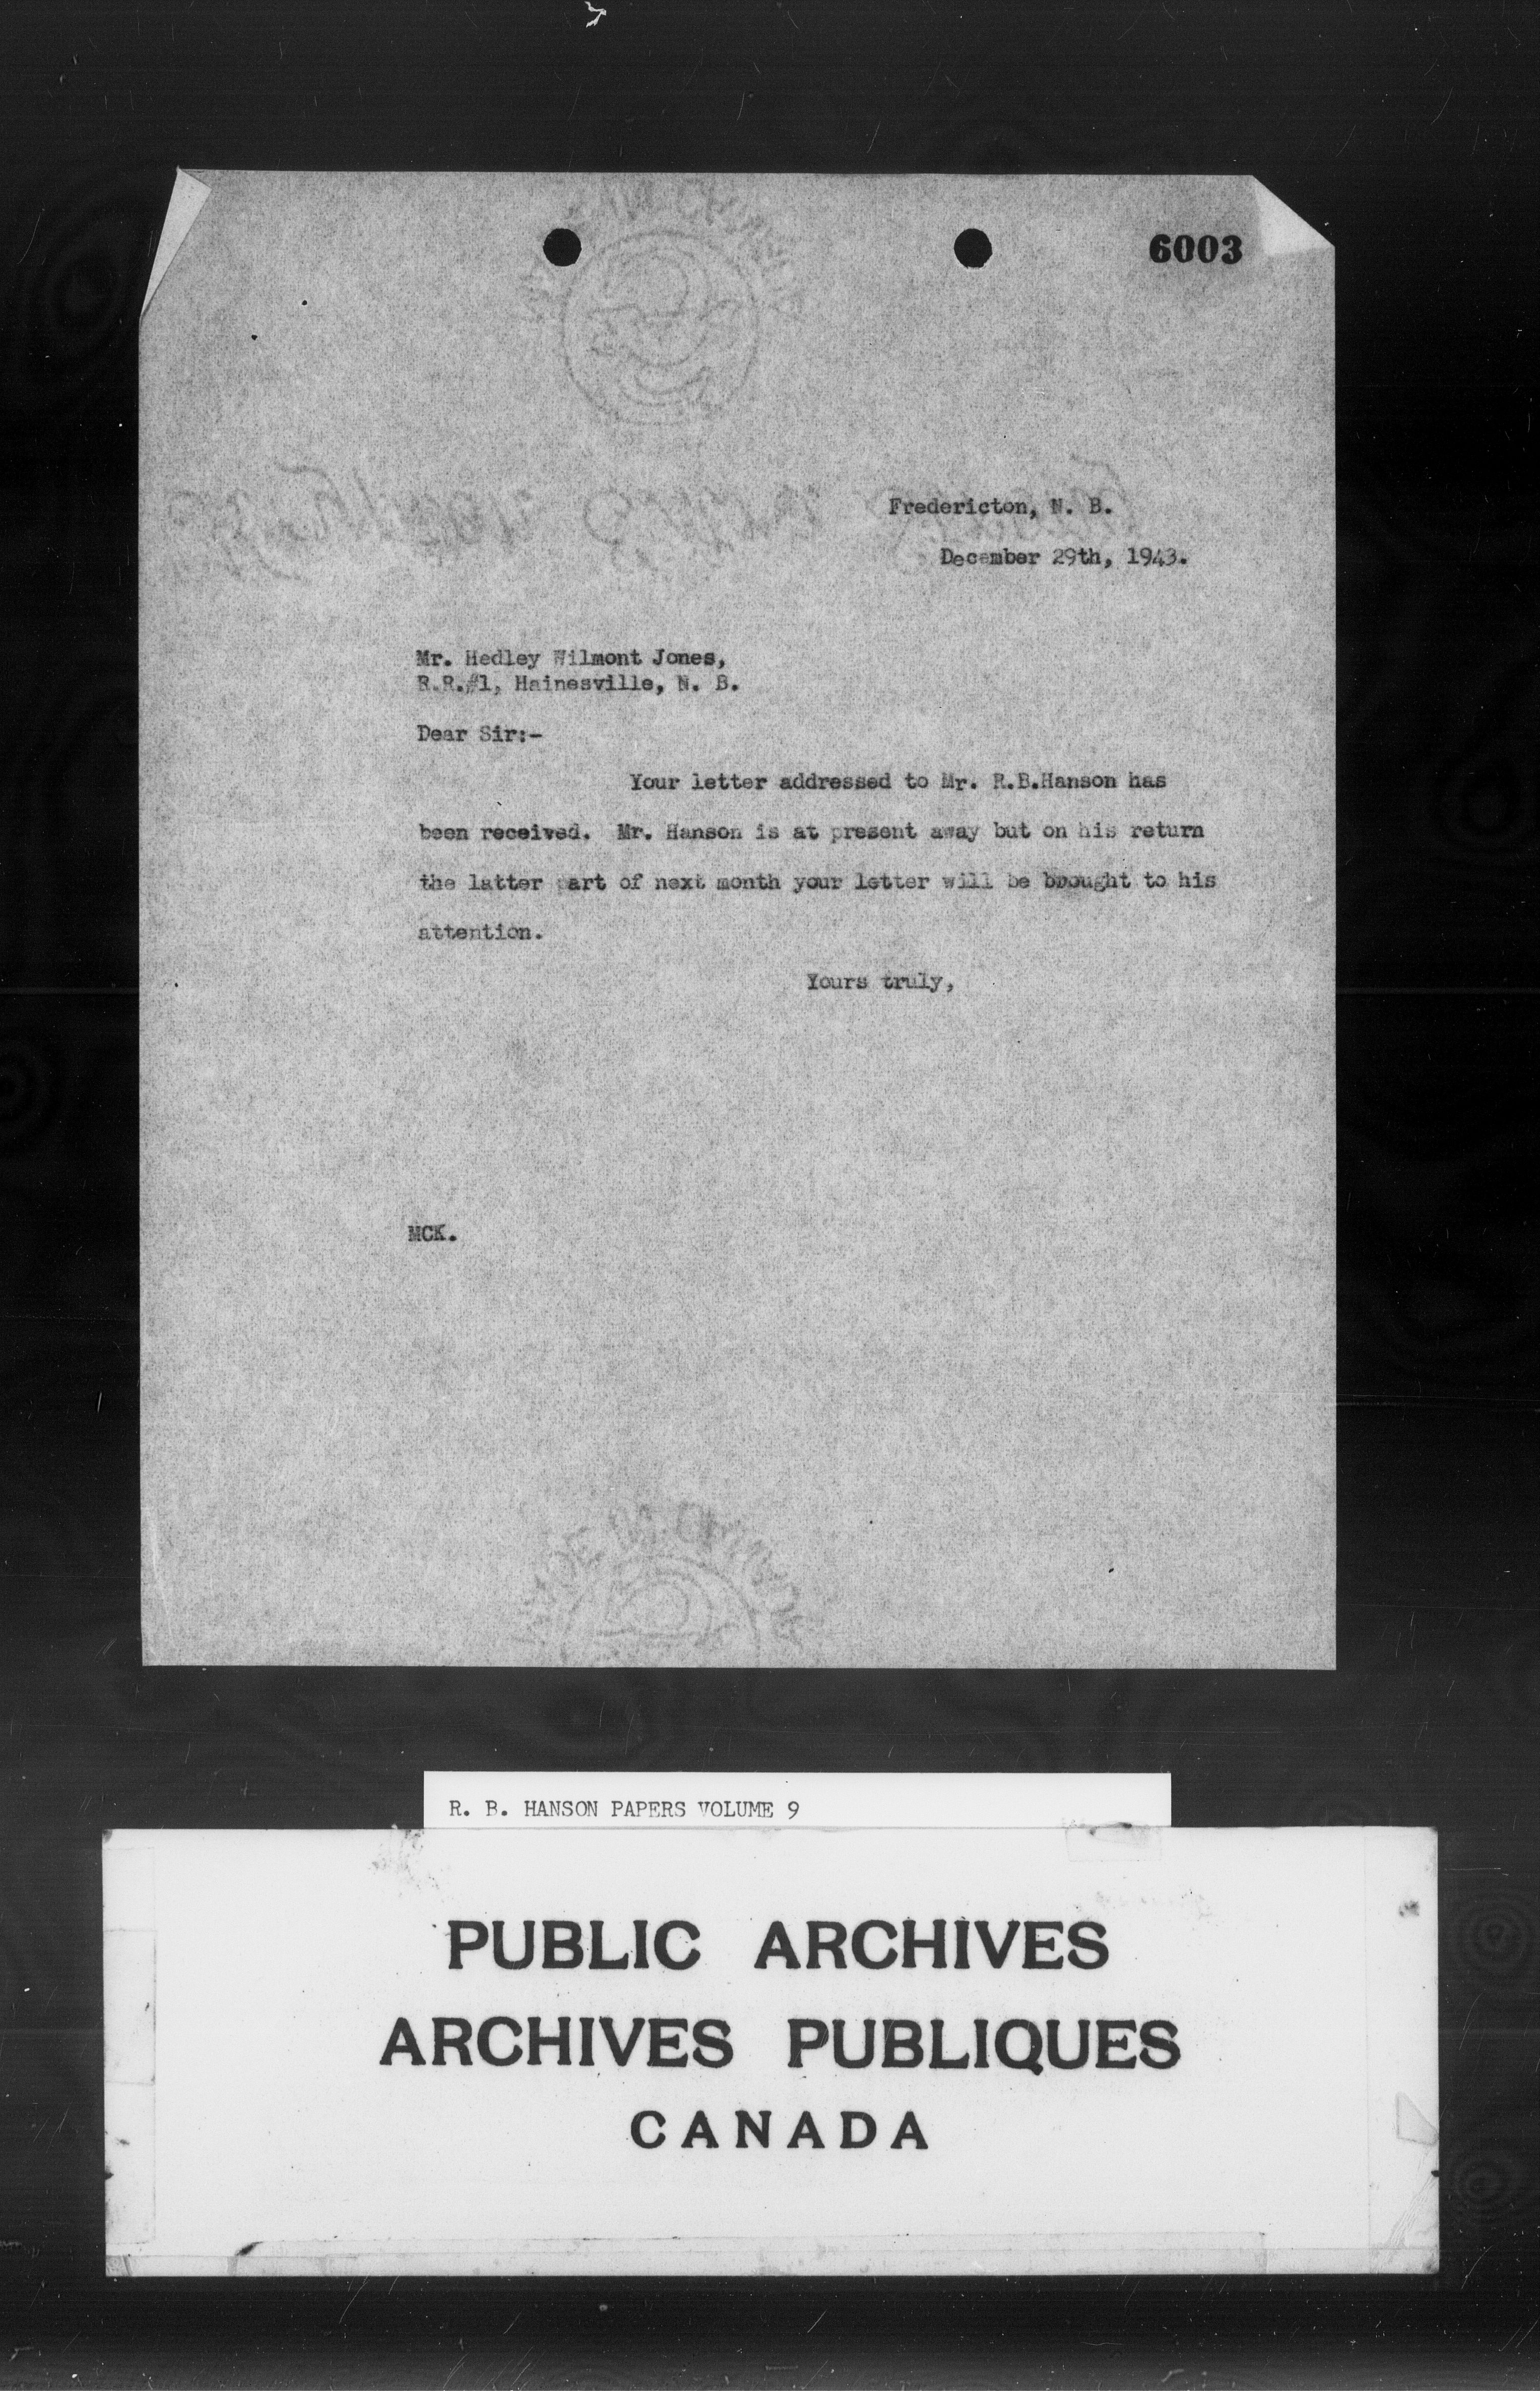 6003
Fredericton, N. B.
December 29th, 1943.
Mr. Hedley Wilmont Jones,
R.R.#1, Hainesville, N. B.
Dear Sir:-
Your letter addressed to Mr. R.B.Hanson has
been received. Mr. Hanson is at present away but on his return
the latter part of next month your letter will be brought to his
attention.
Yours truly,
MCK.
MADE IN CANADA
R. B. HANSON PAPERS VOLUME 9
PUBLIC ARCHIVES
ARCHIVES PUBLIQUES
CANADA